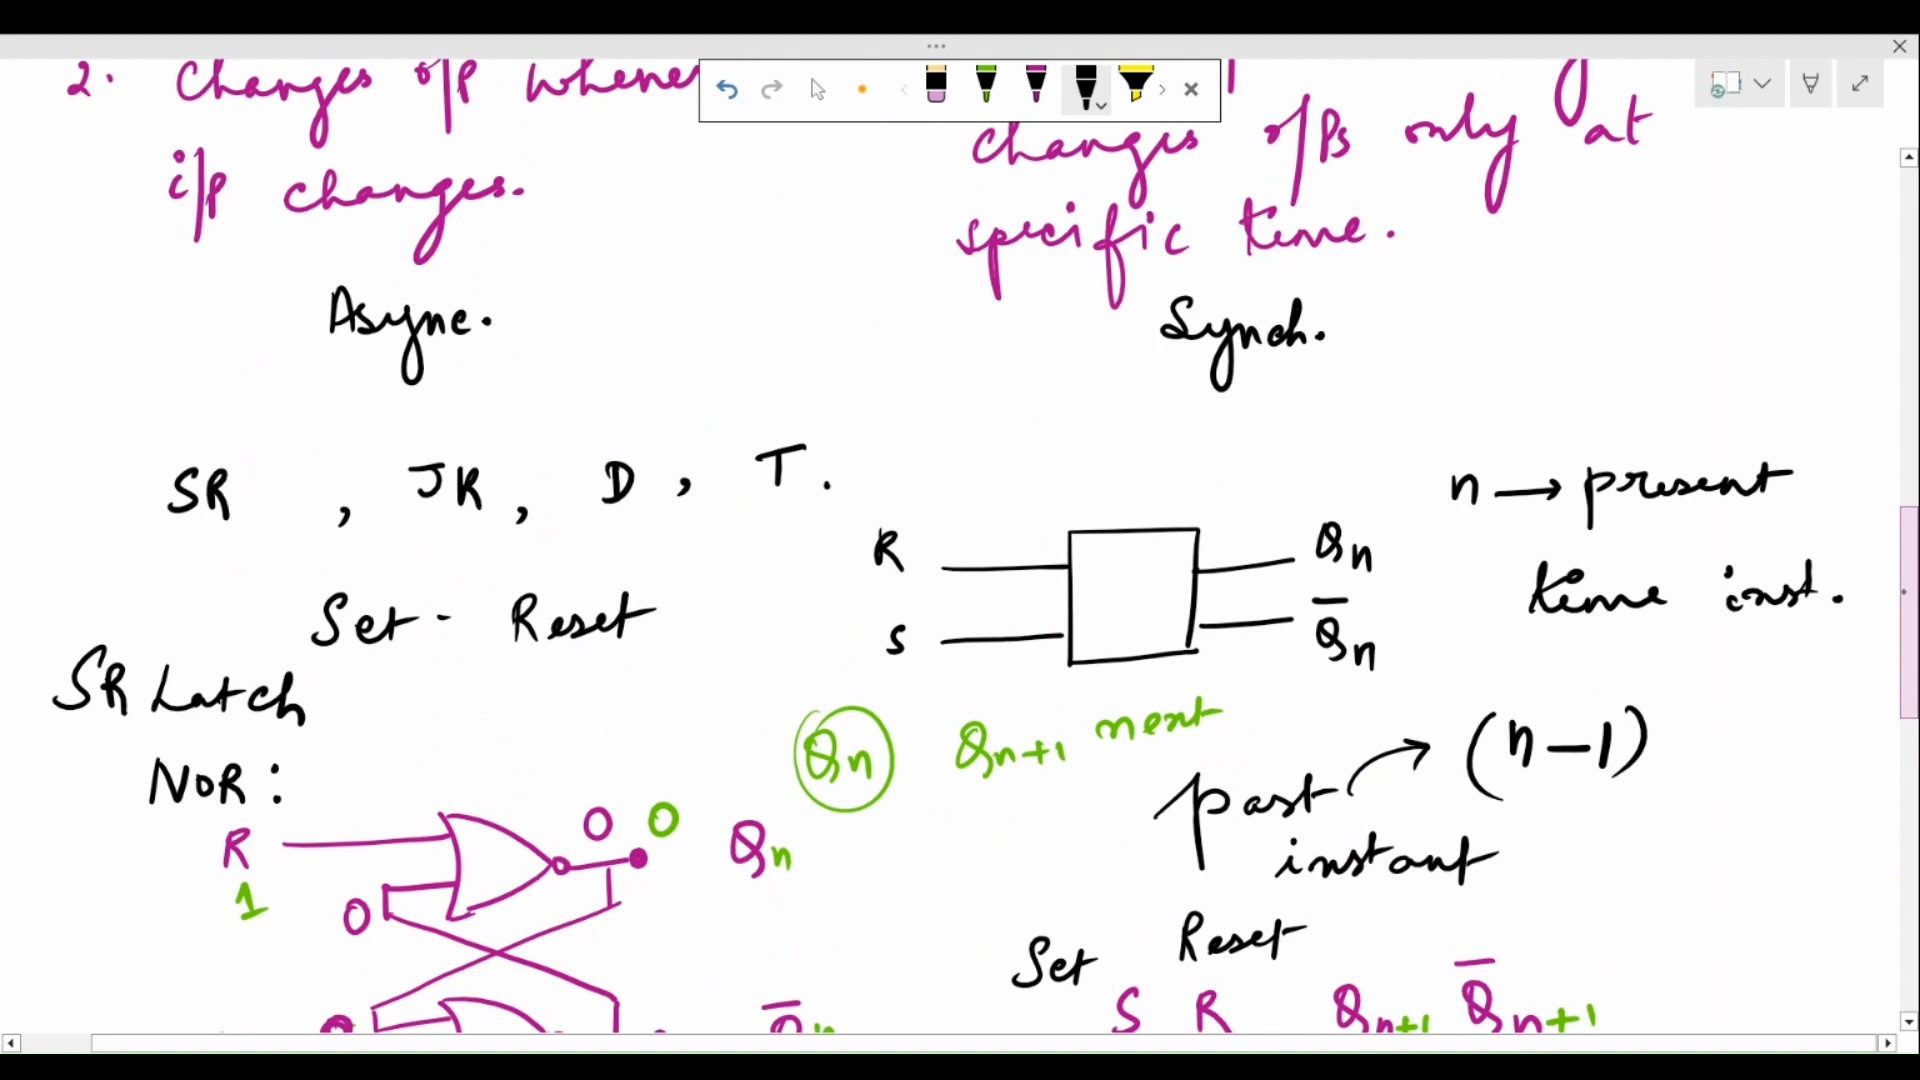 2. Changes o/p whene
i/p changes.
changes o/Ps only at
specific time.
Async.
Synch.
SR , JK , D , T.
Set - Reset
R
S
Qn
Q̅n
n → present
time inst.
SR Latch
NOR :
Qn Qn+1 next
past → (n-1)
instant
R
1
0
0 0
Qn
Set Reset
S R Qn+1 Q̅n+1